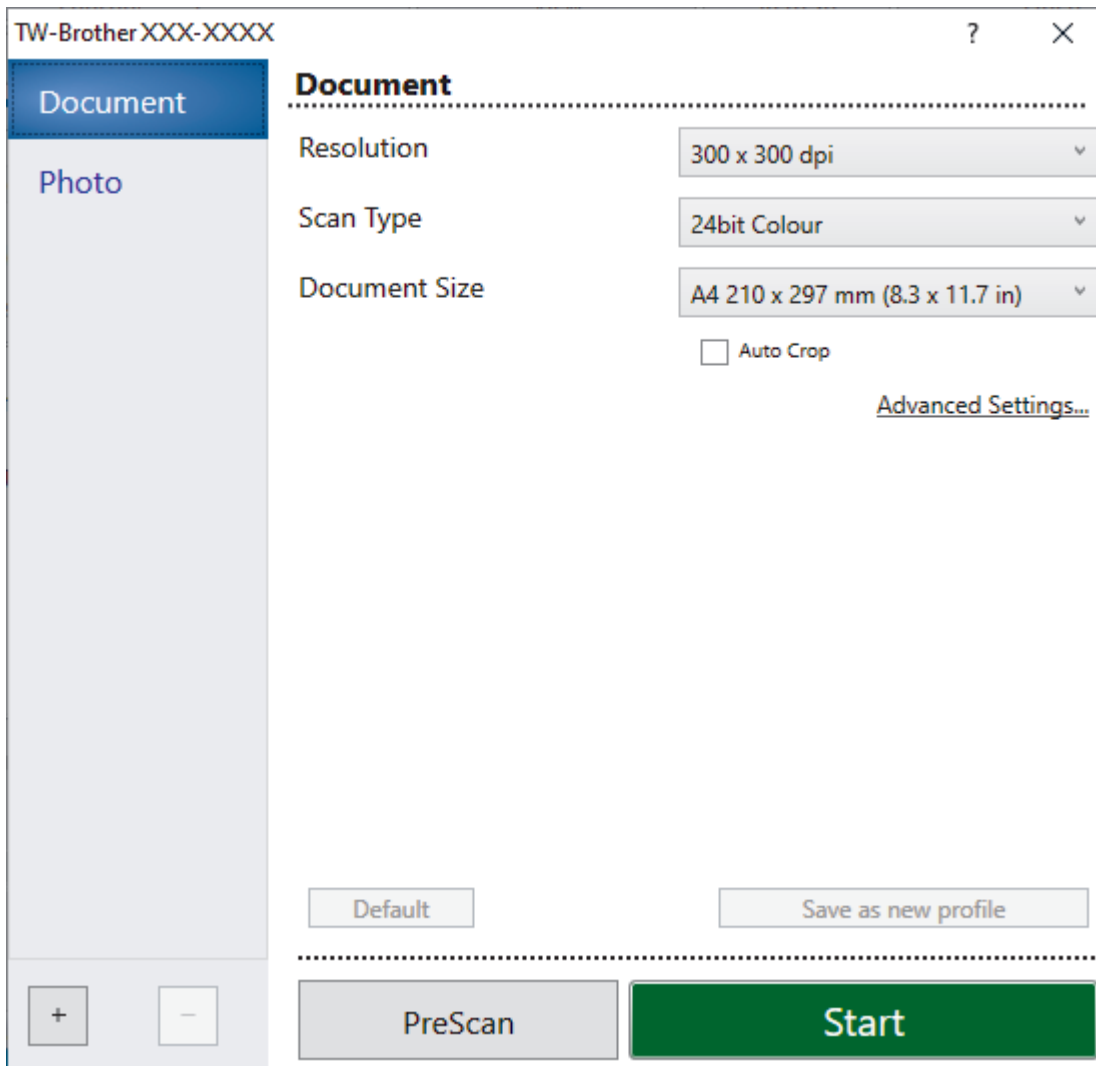 TW-Brother XXX-XXXX ?
Document
Photo
Document
Resolution 300 x 300 dpi
Scan Type 24bit Colour
Document Size A4 210 x 297 mm (8.3 x 11.7 in)
Auto Crop
Advanced Settings...
Default Save as new profile
+ − PreScan Start